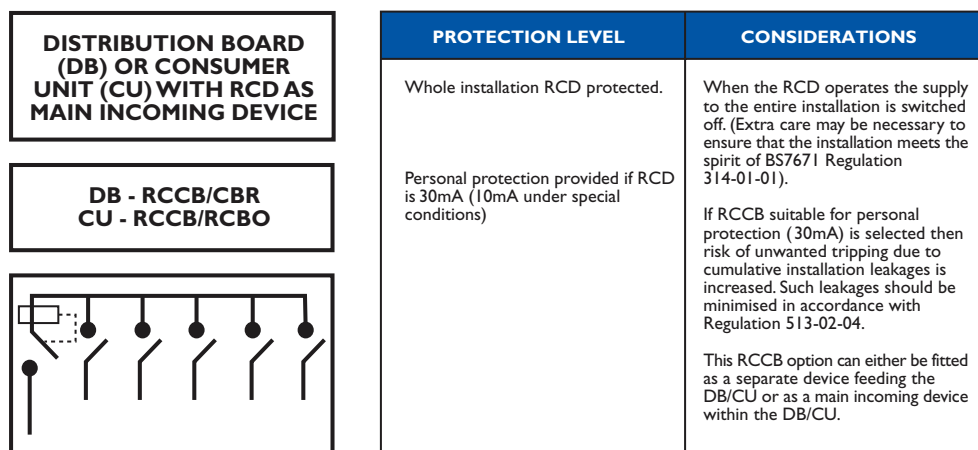 DISTRIBUTION BOARD
(DB) OR CONSUMER
UNIT (CU) WITH RCD AS
MAIN INCOMING DEVICE
DB - RCCB/CBR
CU - RCCB/RCBO
PROTECTION LEVEL
Whole installation RCD protected.
Personal protection provided if RCD
is 30mA (10mA under special
conditions)
CONSIDERATIONS
When the RCD operates the supply
to the entire installation is switched
off. (Extra care may be necessary to
ensure that the installation meets the
spirit of BS7671 Regulation
314-01-01).
If RCCB suitable for personal
protection (30mA) is selected then
risk of unwanted tripping due to
cumulative installation leakages is
increased. Such leakages should be
minimised in accordance with
Regulation 513-02-04.
This RCCB option can either be fitted
as a separate device feeding the
DB/CU or as a main incoming device
within the DB/CU.